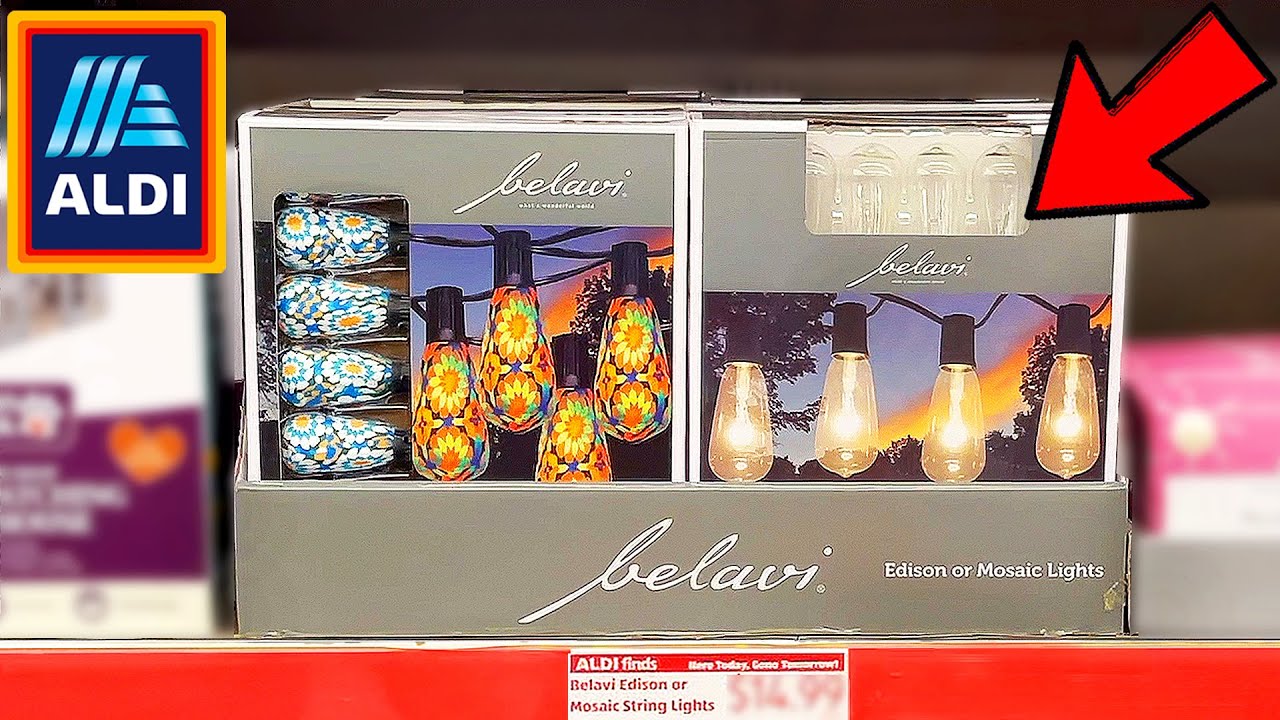 ALDI
belavi
what a wonderful world
belavi
belavi
Edison or Mosaic Lights
ALDI finds
Here Today, Gone Tomorrow!
Belavi Edison or
Mosaic String Lights
$14.99